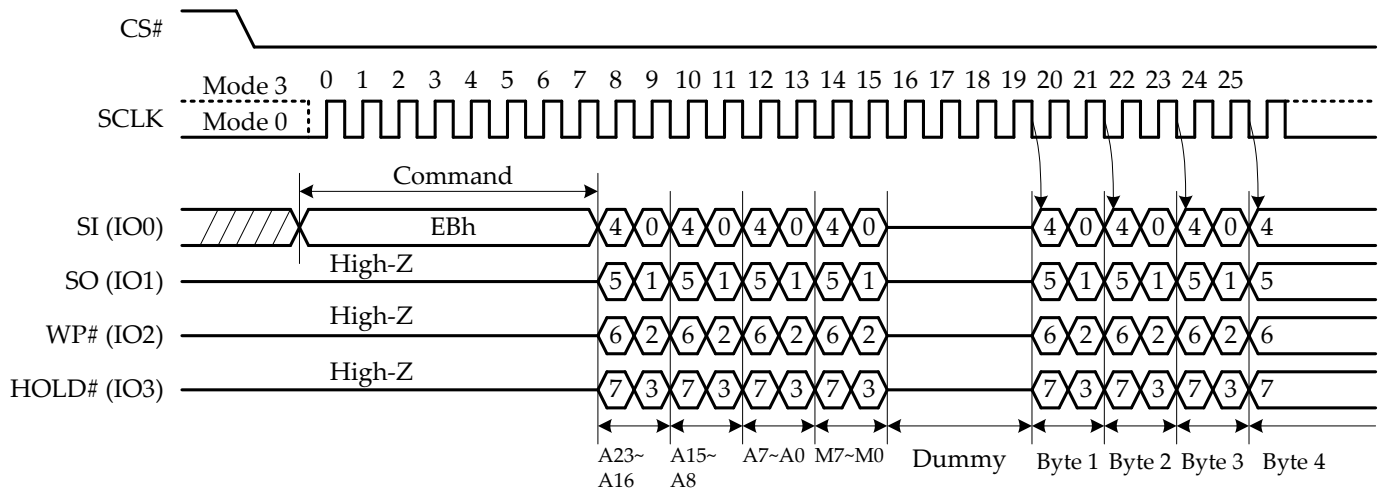 CS#
0 1 2 3 4 5 6 7 8 9 10 11 12 13 14 15 16 17 18 19 20 21 22 23 24 25
Mode 3
SCLK
Mode 0
Command
SI (IO0) EBh 4 0 4 0 4 0 4 0 4 0 4 0 4 0 4
High-Z
SO (IO1) 5 1 5 1 5 1 5 1 5 1 5 1 5 1 5
High-Z
WP# (IO2) 6 2 6 2 6 2 6 2 6 2 6 2 6 2 6
High-Z
HOLD# (IO3) 7 3 7 3 7 3 7 3 7 3 7 3 7 3 7
A23~ A15~ A7~A0 M7~M0 Dummy Byte 1 Byte 2 Byte 3 Byte 4
A16 A8